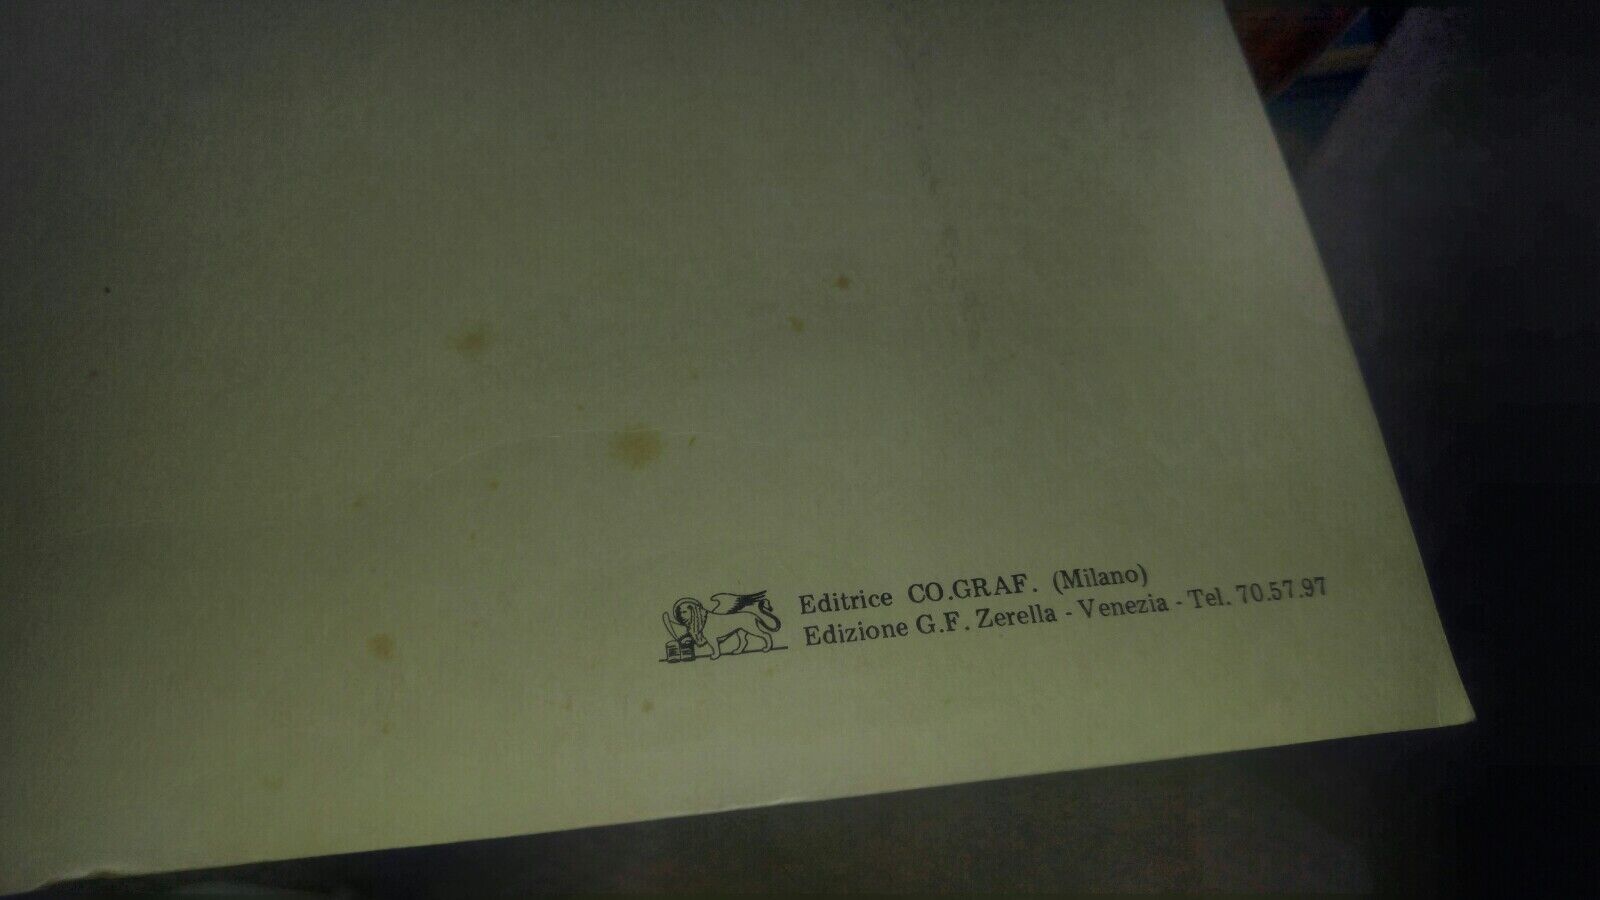 Editrice CO.GRAF. (Milano)
Edizione G.F. Zerella - Venezia - Tel. 70.57.97